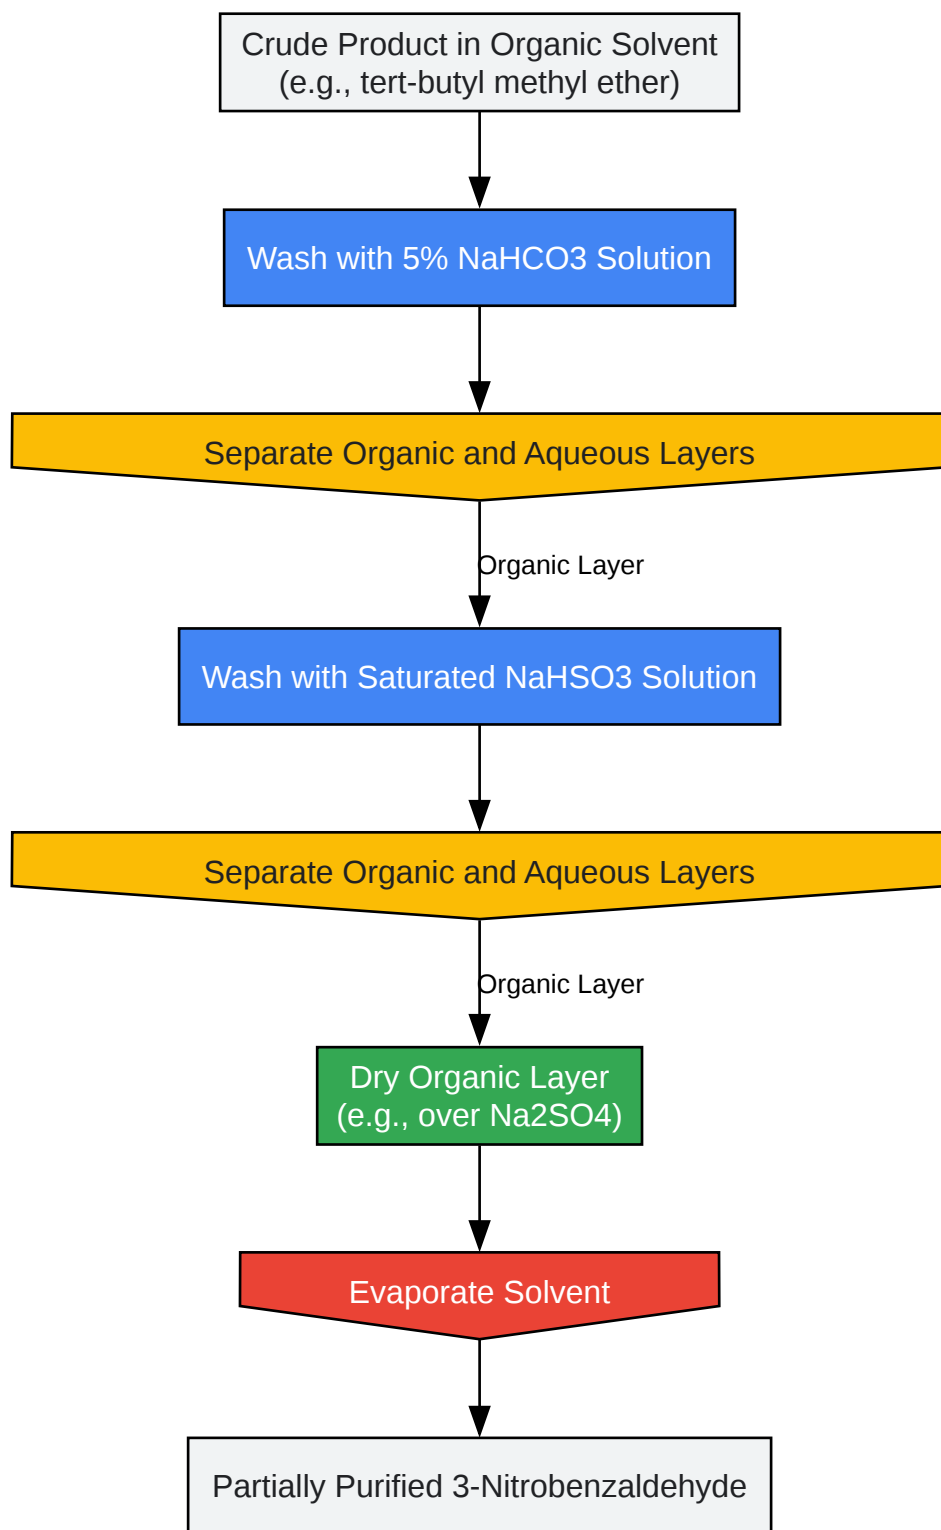 Crude Product in Organic Solvent
(e.g., tert-butyl methyl ether)
Wash with 5% NaHCO3 Solution
Separate Organic and Aqueous Layers
Organic Layer
Wash with Saturated NaHSO3 Solution
Separate Organic and Aqueous Layers
Organic Layer
Dry Organic Layer
(e.g., over Na2SO4)
Evaporate Solvent
Partially Purified 3-Nitrobenzaldehyde